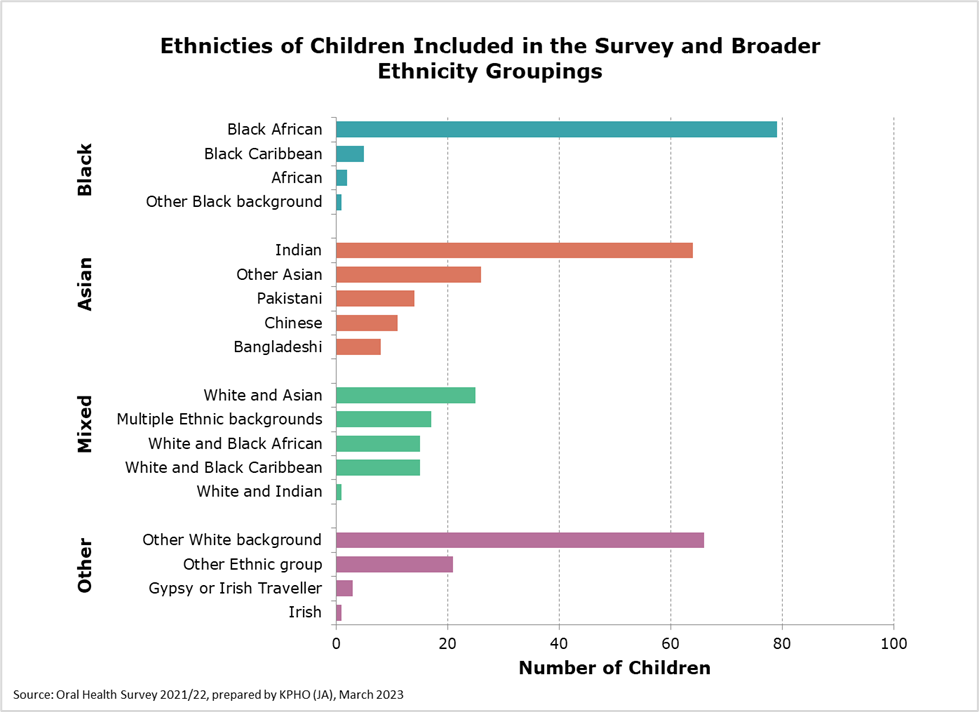 Ethnicties of Children Included in the Survey and Broader
Ethnicity Groupings
Black
Black African
Black Caribbean
African
Other Black background
Asian
Indian
Other Asian
Pakistani
Chinese
Bangladeshi
Mixed
White and Asian
Multiple Ethnic backgrounds
White and Black African
White and Black Caribbean
White and Indian
Other
Other White background
Other Ethnic group
Gypsy or Irish Traveller
Irish
0 20 40 60 80 100
Number of Children
Source: Oral Health Survey 2021/22, prepared by KPHO (JA), March 2023